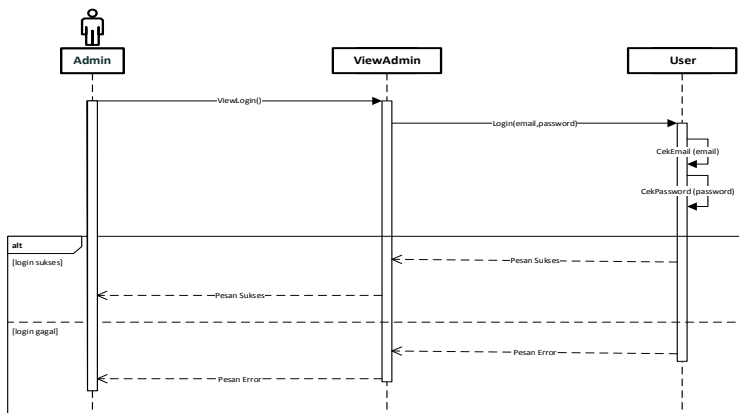 Admin
ViewAdmin
User
ViewLogin()
Login(email,password)
CekEmail (email)
CekPassword (password)
alt
[login sukses]
Pesan Sukses
Pesan Sukses
[login gagal]
Pesan Error
Pesan Error